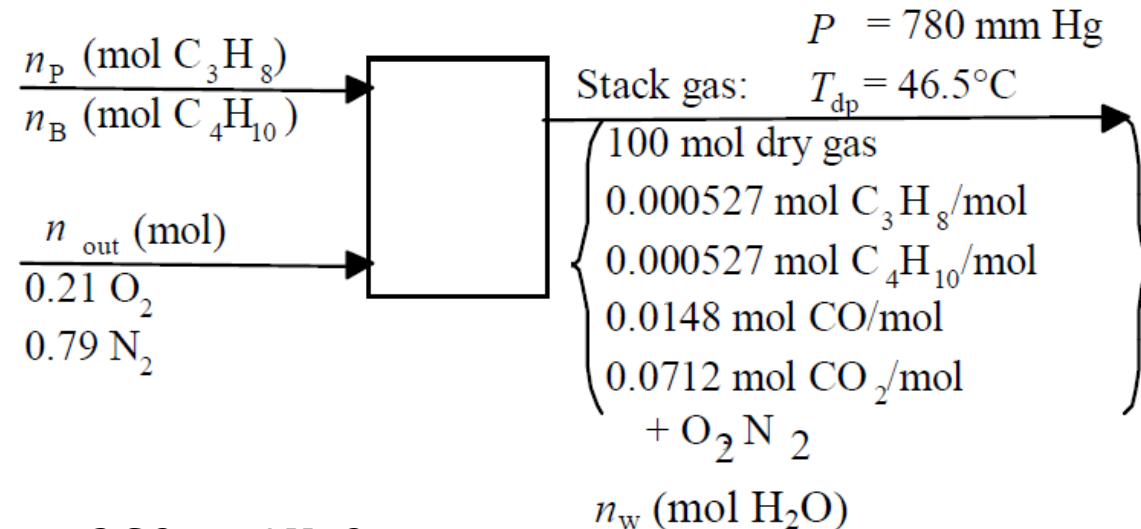 n_P (mol C₃H₈)
n_B (mol C₄H₁₀)
n_out (mol)
0.21 O₂
0.79 N₂
P = 780 mm Hg
Stack gas: T_dp = 46.5°C
100 mol dry gas
0.000527 mol C₃H₈/mol
0.000527 mol C₄H₁₀/mol
0.0148 mol CO/mol
0.0712 mol CO₂/mol
+ O₂ N₂
n_w (mol H₂O)